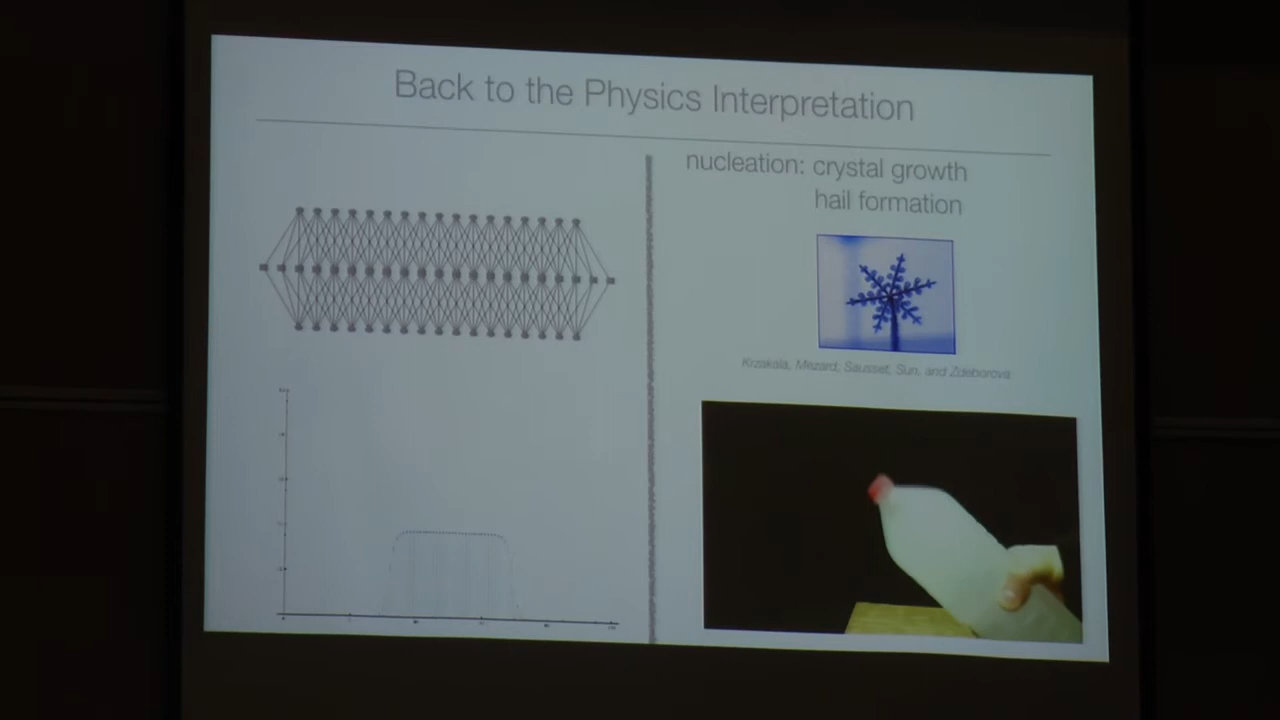 Back to the Physics Interpretation
nucleation: crystal growth
hail formation
Krzakala, Mezard, Sausset, Sun, and Zdeborova